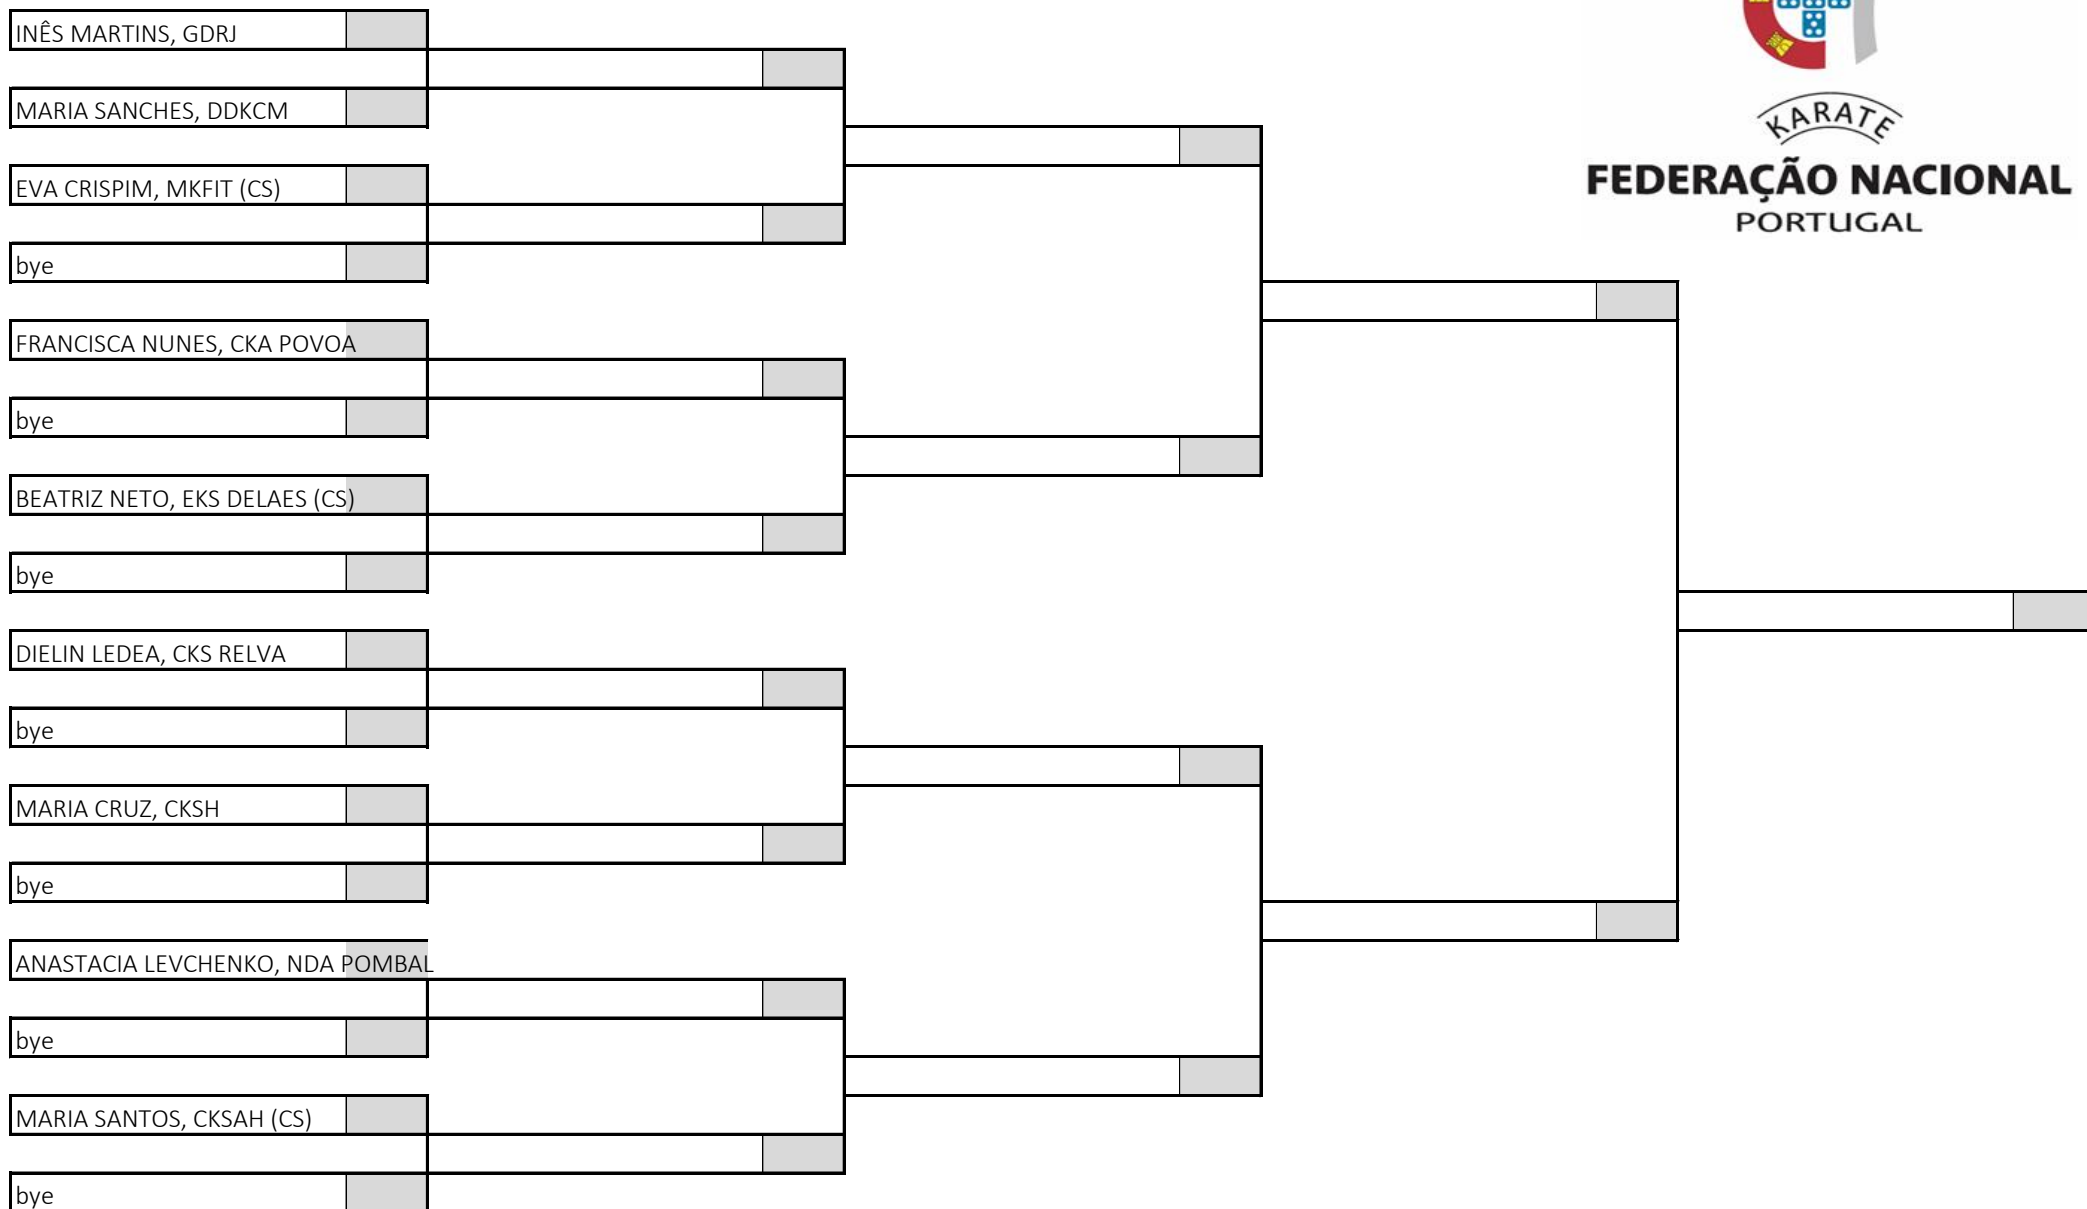 INÊS MARTINS, GDRJ
MARIA SANCHES, DDKCM
EVA CRISPIM, MKFIT (CS)
bye
FRANCISCA NUNES, CKA POVOA
bye
BEATRIZ NETO, EKS DELAES (CS)
bye
DIELIN LEDEA, CKS RELVA
bye
MARIA CRUZ, CKSH
bye
ANASTACIA LEVCHENKO, NDA POMBAL
bye
MARIA SANTOS, CKSAH (CS)
bye
KARATE
FEDERAÇÃO NACIONAL
PORTUGAL